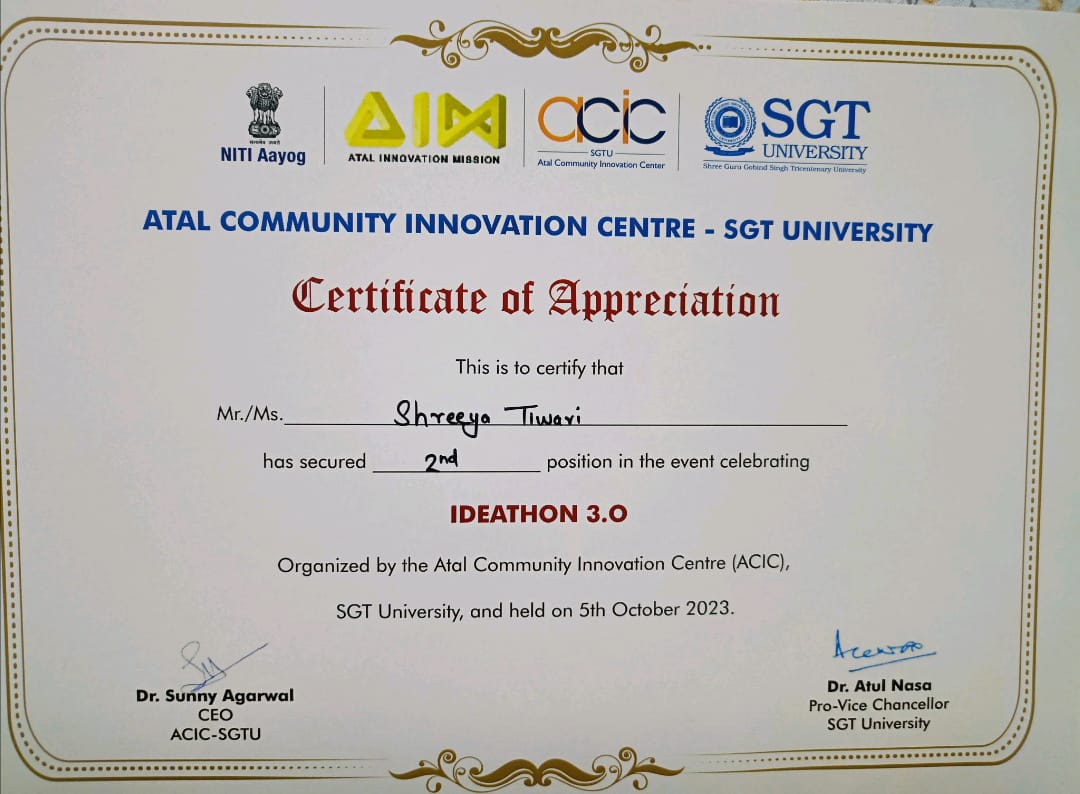 NITI Aayog
AIM
ATAL INNOVATION MISSION
acic
SGTU
Atal Community Innovation Center
SGT
UNIVERSITY
Shree Guru Gobind Singh Tricentenary University
ATAL COMMUNITY INNOVATION CENTRE - SGT UNIVERSITY
Certificate of Appreciation
This is to certify that
Mr./Ms. Shreeya Tiwari
has secured 2nd position in the event celebrating
IDEATHON 3.O
Organized by the Atal Community Innovation Centre (ACIC),
SGT University, and held on 5th October 2023.
Dr. Sunny Agarwal
CEO
ACIC-SGTU
Dr. Atul Nasa
Pro-Vice Chancellor
SGT University